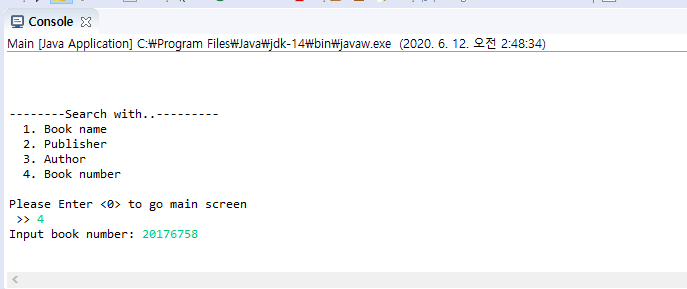 Console
Main [Java Application] C:₩Program Files₩Java₩jdk-14₩bin₩javaw.exe (2020. 6. 12. 오전 2:48:34)
--------Search with..---------
1. Book name
2. Publisher
3. Author
4. Book number
Please Enter <0> to go main screen
>> 4
Input book number: 20176758